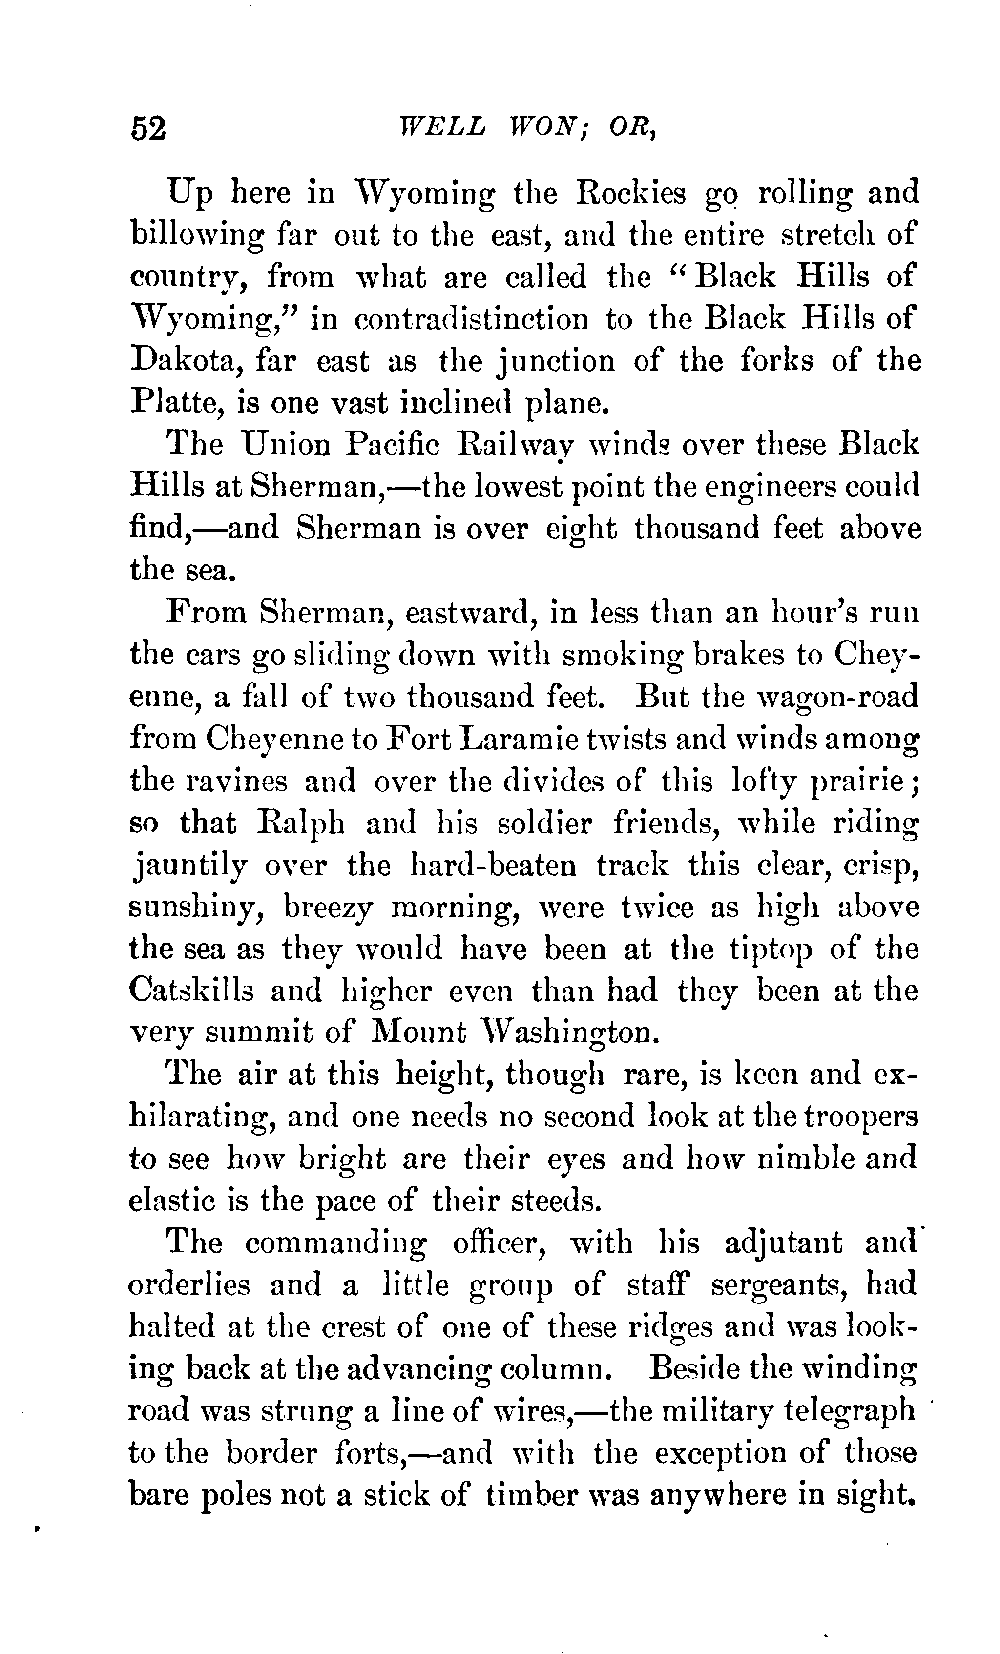 52 WELL WON; OR,
Up here in Wyoming the Rockies go rolling and
billowing far out to the east, and the entire stretch of
country, from what are called the “Black Hills of
Wyoming,” in contradistinction to the Black Hills of
Dakota, far east as the junction of the forks of the
Platte, is one vast inclined plane.
The Union Pacific Railway winds over these Black
Hills at Sherman,—the lowest point the engineers could
find,—and Sherman is over eight thousand feet above
the sea.
From Sherman, eastward, in less than an hour’s run
the cars go sliding down with smoking brakes to Chey-
enne, a fall of two thousand feet. But the wagon-road
from Cheyenne to Fort Laramie twists and winds among
the ravines and over the divides of this lofty prairie;
so that Ralph and his soldier friends, while riding
jauntily over the hard-beaten track this clear, crisp,
sunshiny, breezy morning, were twice as high above
the sea as they would have been at the tiptop of the
Catskills and higher even than had they been at the
very summit of Mount Washington.
The air at this height, though rare, is keen and ex-
hilarating, and one needs no second look at the troopers
to see how bright are their eyes and how nimble and
elastic is the pace of their steeds.
The commanding officer, with his adjutant and
orderlies and a little group of staff sergeants, had
halted at the crest of one of these ridges and was look-
ing back at the advancing column. Beside the winding
road was strung a line of wires,—the military telegraph
to the border forts,—and with the exception of those
bare poles not a stick of timber was anywhere in sight.